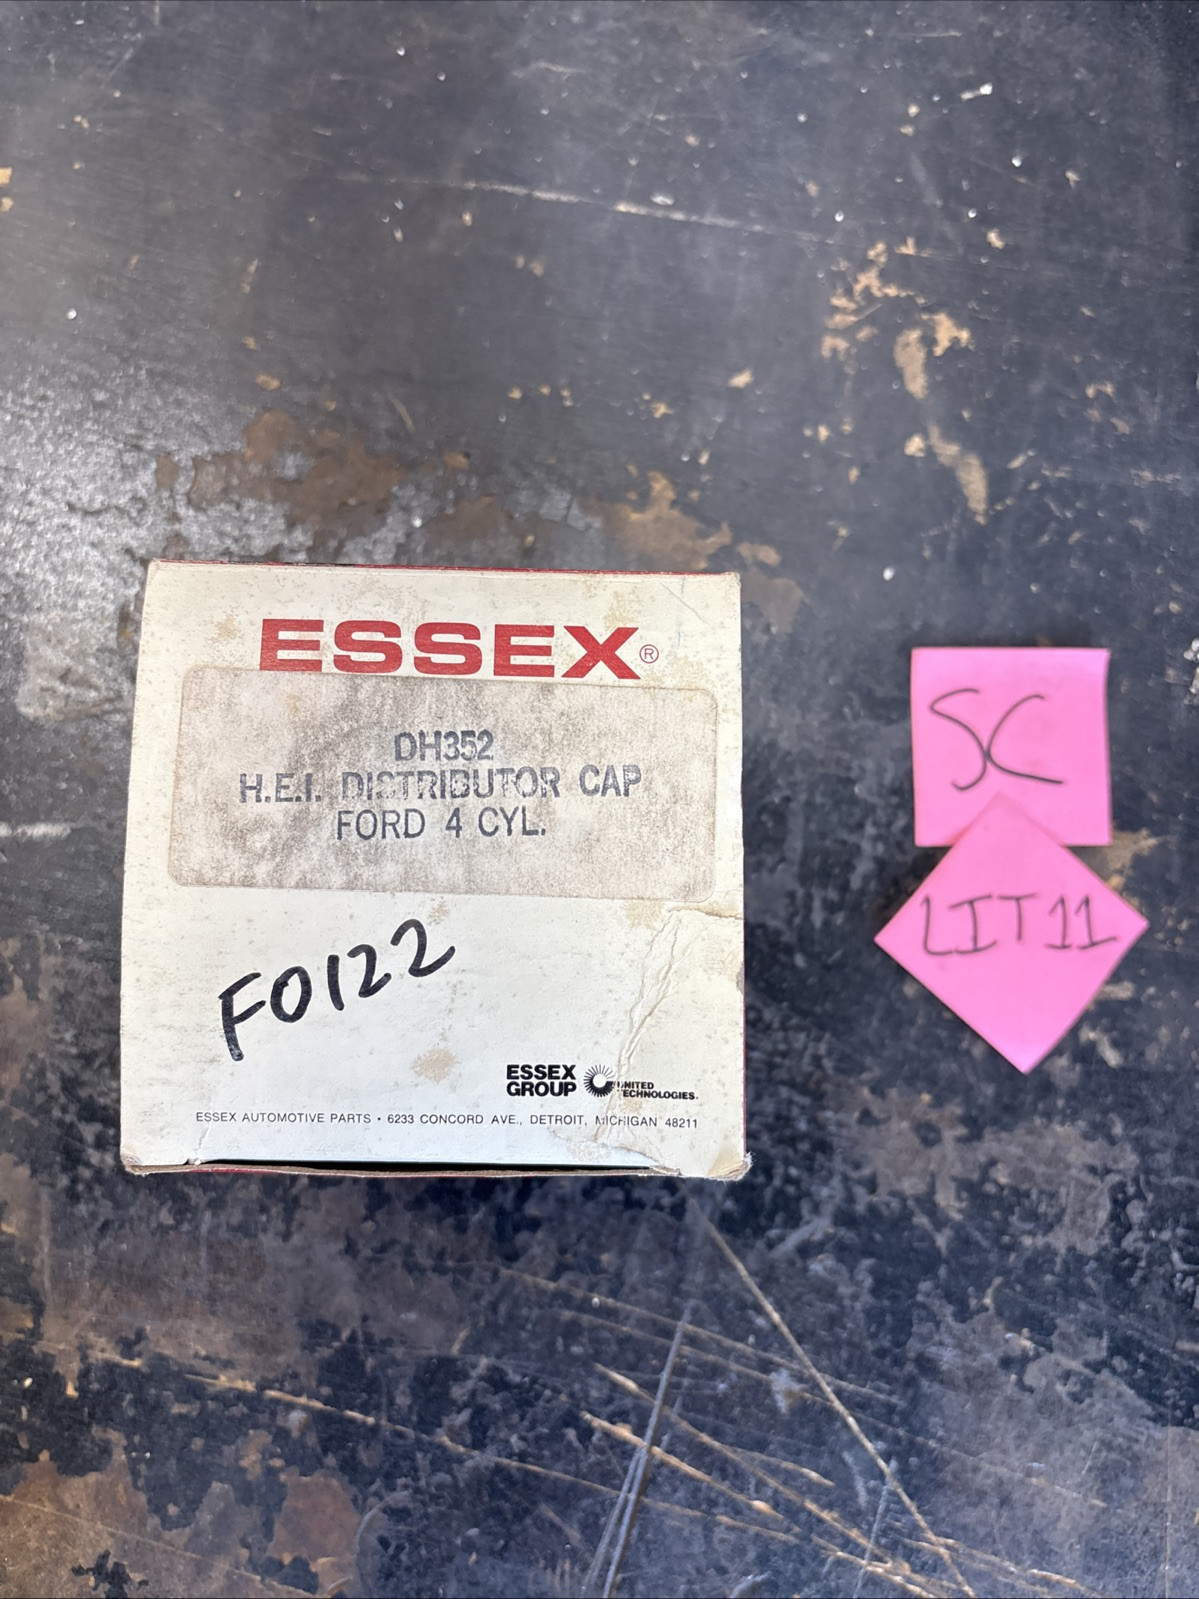 ESSEX®
DH352
H.E.I. DISTRIBUTOR CAP
FORD 4 CYL.
FO122
ESSEX
GROUP
UNITED
TECHNOLOGIES.
ESSEX AUTOMOTIVE PARTS • 6233 CONCORD AVE., DETROIT, MICHIGAN 48211
SC
LIT11